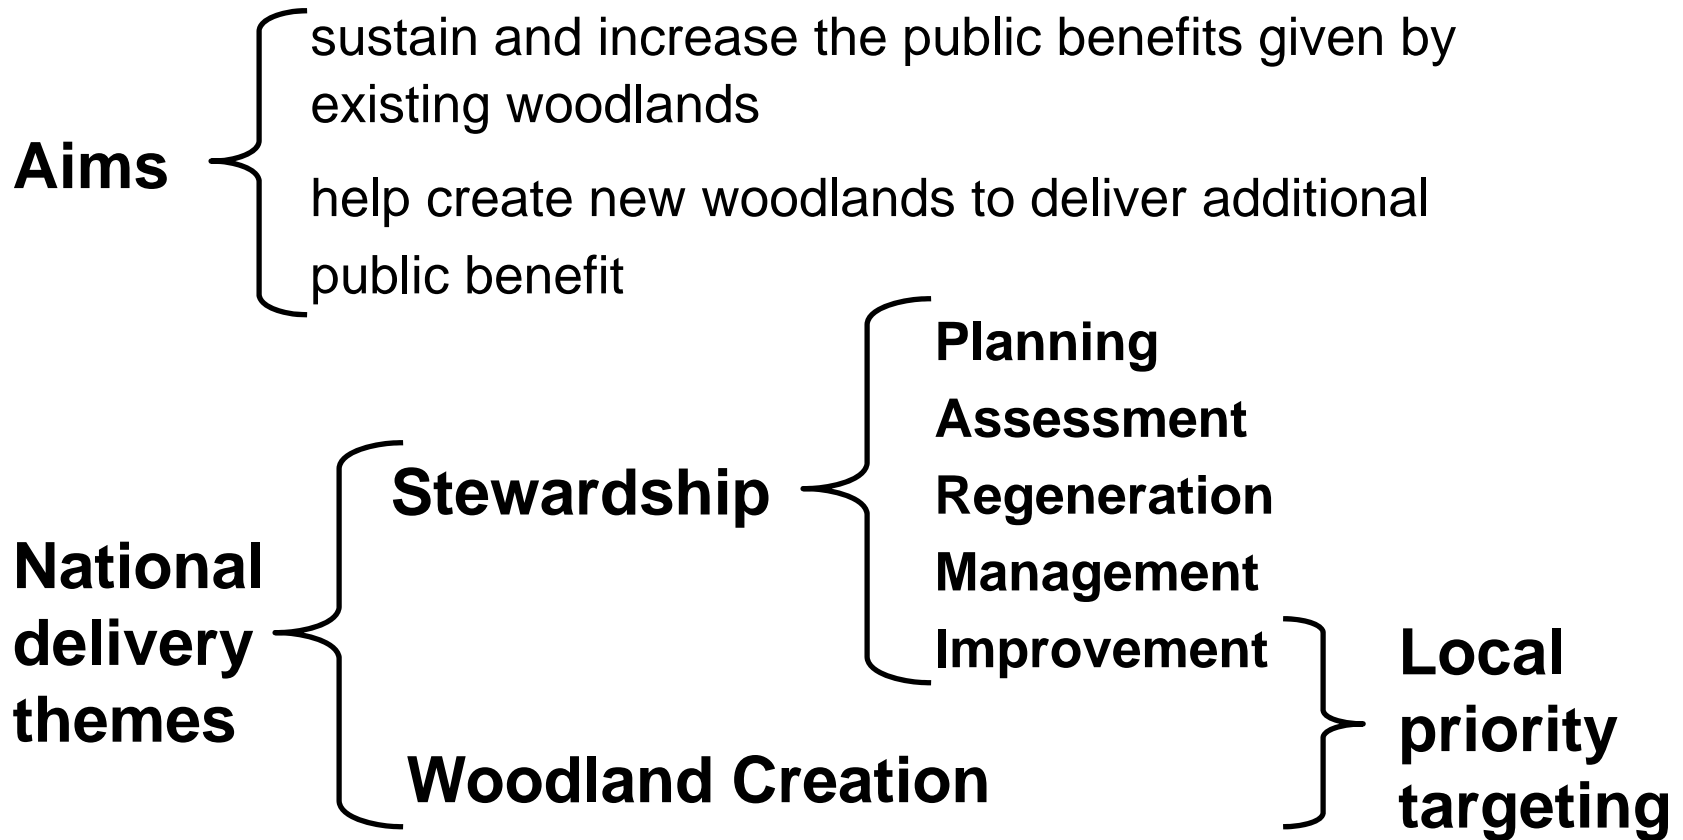 Aims
sustain and increase the public benefits given by
existing woodlands
help create new woodlands to deliver additional
public benefit
National
delivery
themes
Stewardship
Planning
Assessment
Regeneration
Management
Improvement
Woodland Creation
Local
priority
targeting